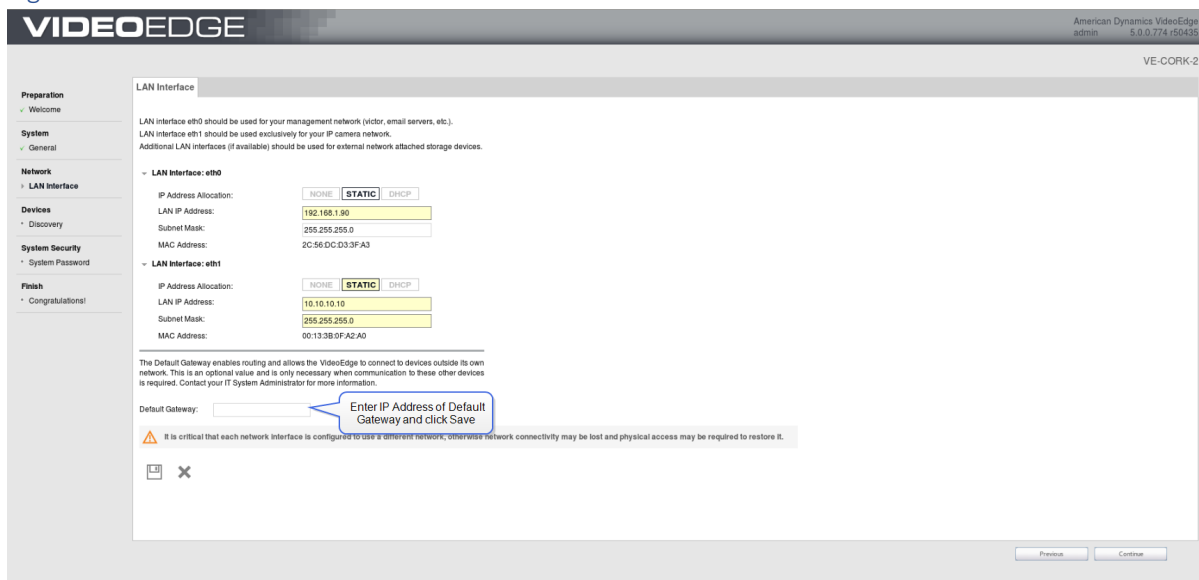 VIDEOEDGE
American Dynamics VideoEdge
admin 5.0.0.774 r50435
VE-CORK-2
Preparation
Welcome
System
General
Network
LAN Interface
Devices
Discovery
System Security
System Password
Finish
Congratulations!
LAN Interface
LAN interface eth0 should be used for your management network (victor, email servers, etc.).
LAN interface eth1 should be used exclusively for your IP camera network.
Additional LAN interfaces (if available) should be used for external network attached storage devices.
LAN Interface: eth0
IP Address Allocation: NONE STATIC DHCP
LAN IP Address: 192.168.1.90
Subnet Mask: 255.255.255.0
MAC Address: 2C:56:DC:D3:3F:A3
LAN Interface: eth1
IP Address Allocation: NONE STATIC DHCP
LAN IP Address: 10.10.10.10
Subnet Mask: 255.255.255.0
MAC Address: 00:13:3B:0F:A2:A0
The Default Gateway enables routing and allows the VideoEdge to connect to devices outside its own
network. This is an optional value and is only necessary when communication to these other devices
is required. Contact your IT System Administrator for more information.
Default Gateway:
Enter IP Address of Default
Gateway and click Save
It is critical that each network interface is configured to use a different network, otherwise network connectivity may be lost and physical access may be required to restore it.
Previous Continue